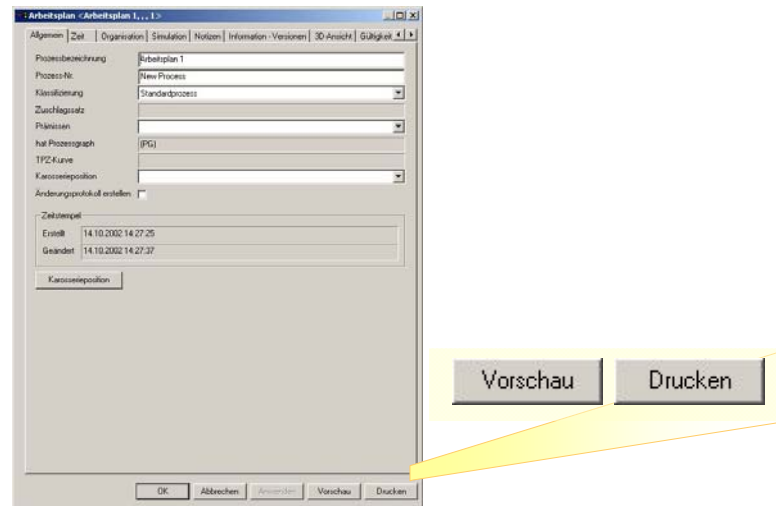 Arbeitsplan <Arbeitsplan 1, , , 1>
Allgemein Zeit Organisation Simulation Notizen Information - Versionen 3D Ansicht Gültigkeit
Prozessbezeichnung Arbeitsplan 1
Prozess-Nr. New Process
Klassifizierung Standardprozess
Zuschlagssatz
Prämissen
hat Prozessgraph (PG)
TPZ-Kurve
Karosserieposition
Änderungsprotokoll erstellen
Zeitstempel
Erstellt 14.10.2002 14:27:25
Geändert 14.10.2002 14:27:37
Karosserieposition
Vorschau Drucken
OK Abbrechen Anwenden Vorschau Drucken